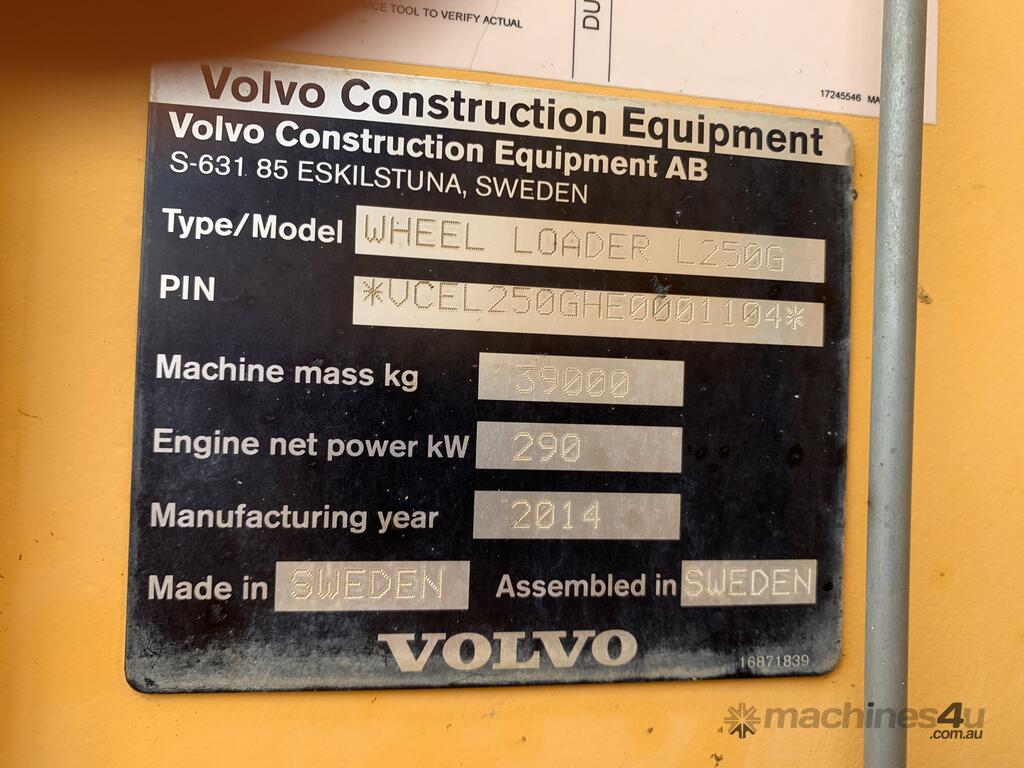 VICE TOOL TO VERIFY ACTUAL
DU
17245546 MA
Volvo Construction Equipment
Volvo Construction Equipment AB
S-631 85 ESKILSTUNA, SWEDEN
Type/Model WHEEL LOADER L250G
PIN *VCEL250GHE0001104*
Machine mass kg 39000
Engine net power kW 290
Manufacturing year 2014
Made in SWEDEN Assembled in SWEDEN
VOLVO 16871839
machines4u
.com.au